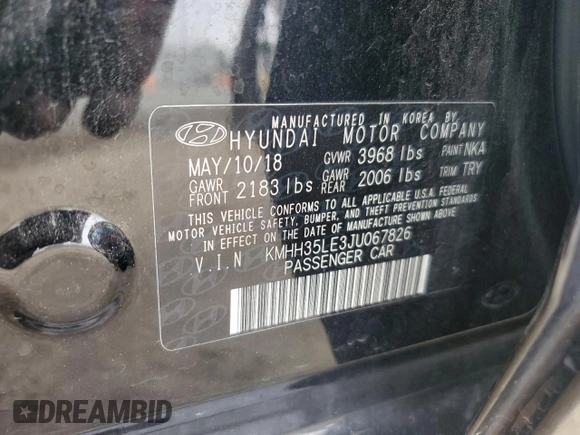 MANUFACTURED IN KOREA BY
HYUNDAI MOTOR COMPANY
MAY/10/18 GVWR 3968 lbs PAINT NKA
GAWR FRONT 2183 lbs GAWR REAR 2006 lbs TRIM TRY
THIS VEHICLE CONFORMS TO ALL APPLICABLE U.S.A. FEDERAL
MOTOR VEHICLE SAFETY, BUMPER, AND THEFT PREVENTION STANDARDS
IN EFFECT ON THE DATE OF MANUFACTURE SHOWN ABOVE.
V.I.N KMHH35LE3JU067826
PASSENGER CAR
DREAMBID